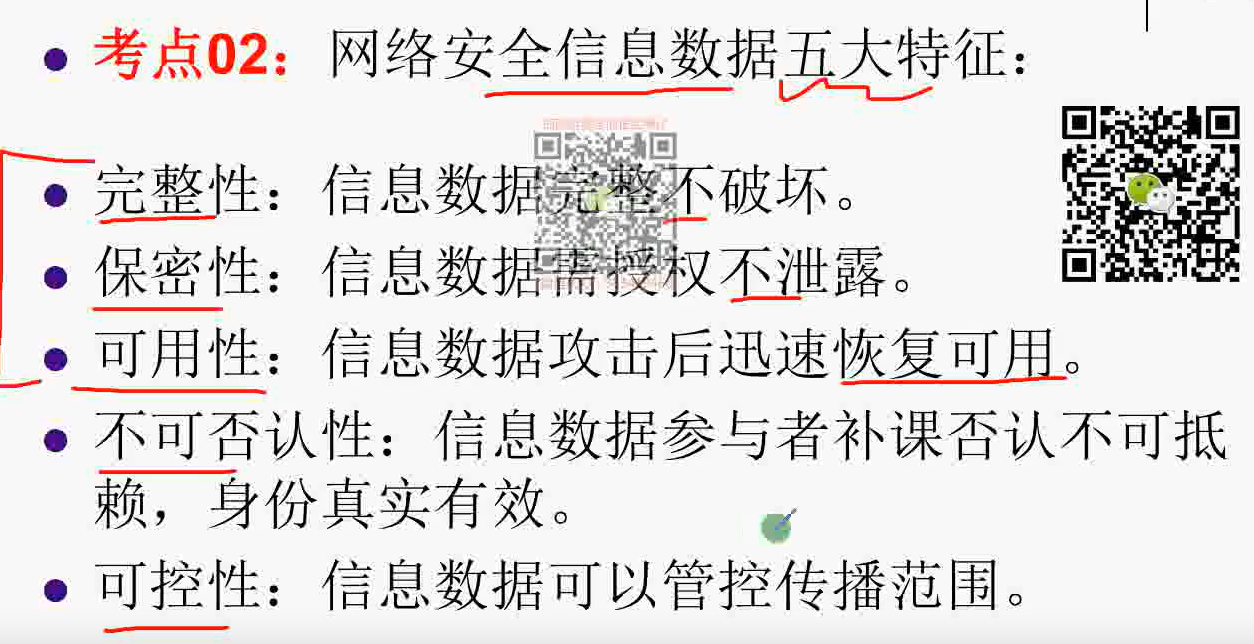 考点02：网络安全信息数据五大特征：
完整性：信息数据完整不破坏。
保密性：信息数据需授权不泄露。
可用性：信息数据攻击后迅速恢复可用。
不可否认性：信息数据参与者补课否认不可抵
赖，身份真实有效。
可控性：信息数据可以管控传播范围。